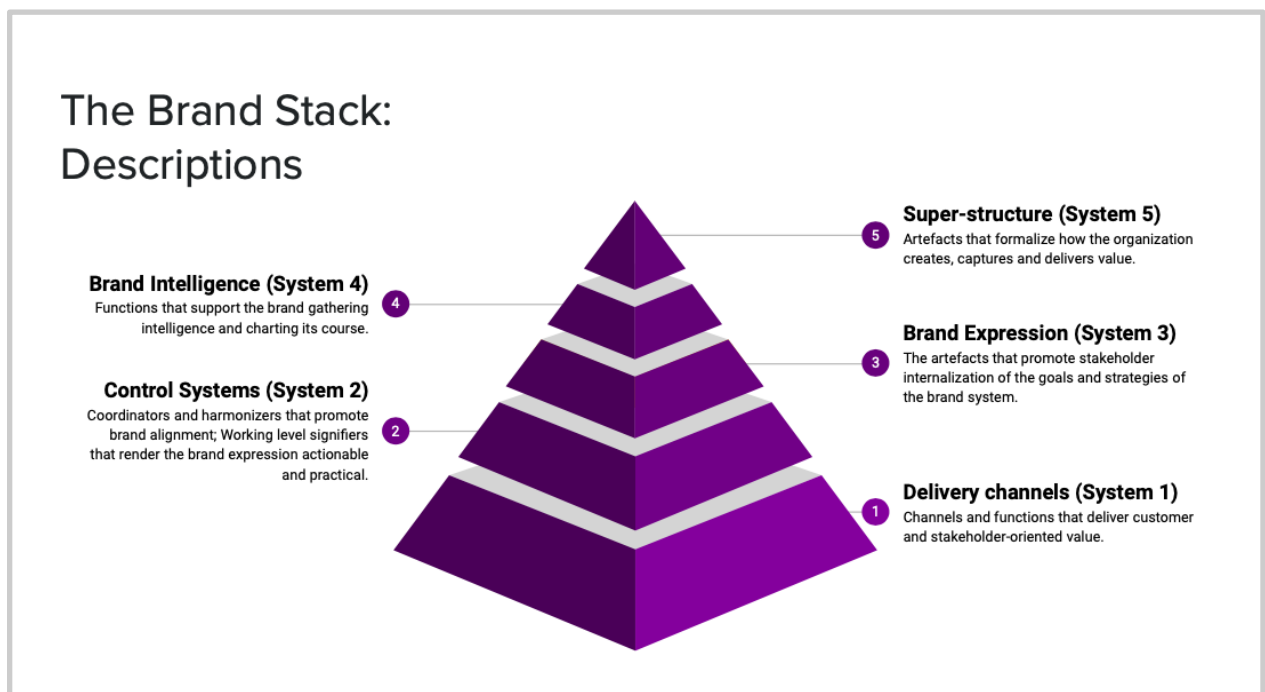 The Brand Stack:
Descriptions
Super-structure (System 5)
5
Artefacts that formalize how the organization
creates, captures and delivers value.
Brand Intelligence (System 4)
4
Functions that support the brand gathering
intelligence and charting its course.
Brand Expression (System 3)
3
The artefacts that promote stakeholder
internalization of the goals and strategies of
the brand system.
Control Systems (System 2)
2
Coordinators and harmonizers that promote
brand alignment; Working level signifiers
that render the brand expression actionable
and practical.
Delivery channels (System 1)
1
Channels and functions that deliver customer
and stakeholder-oriented value.